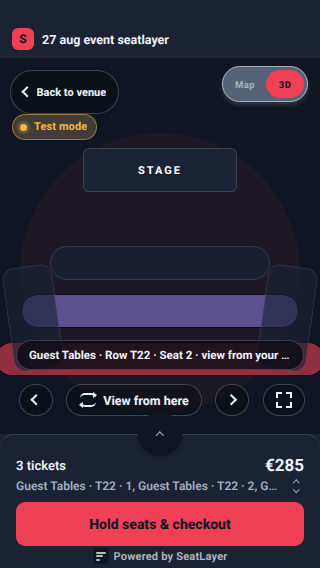 S 27 aug event seatlayer
Back to venue
Map 3D
Test mode
STAGE
Guest Tables · Row T22 · Seat 2 · view from your ...
View from here
3 tickets €285
Guest Tables · T22 · 1, Guest Tables · T22 · 2, G...
Hold seats & checkout
Powered by SeatLayer